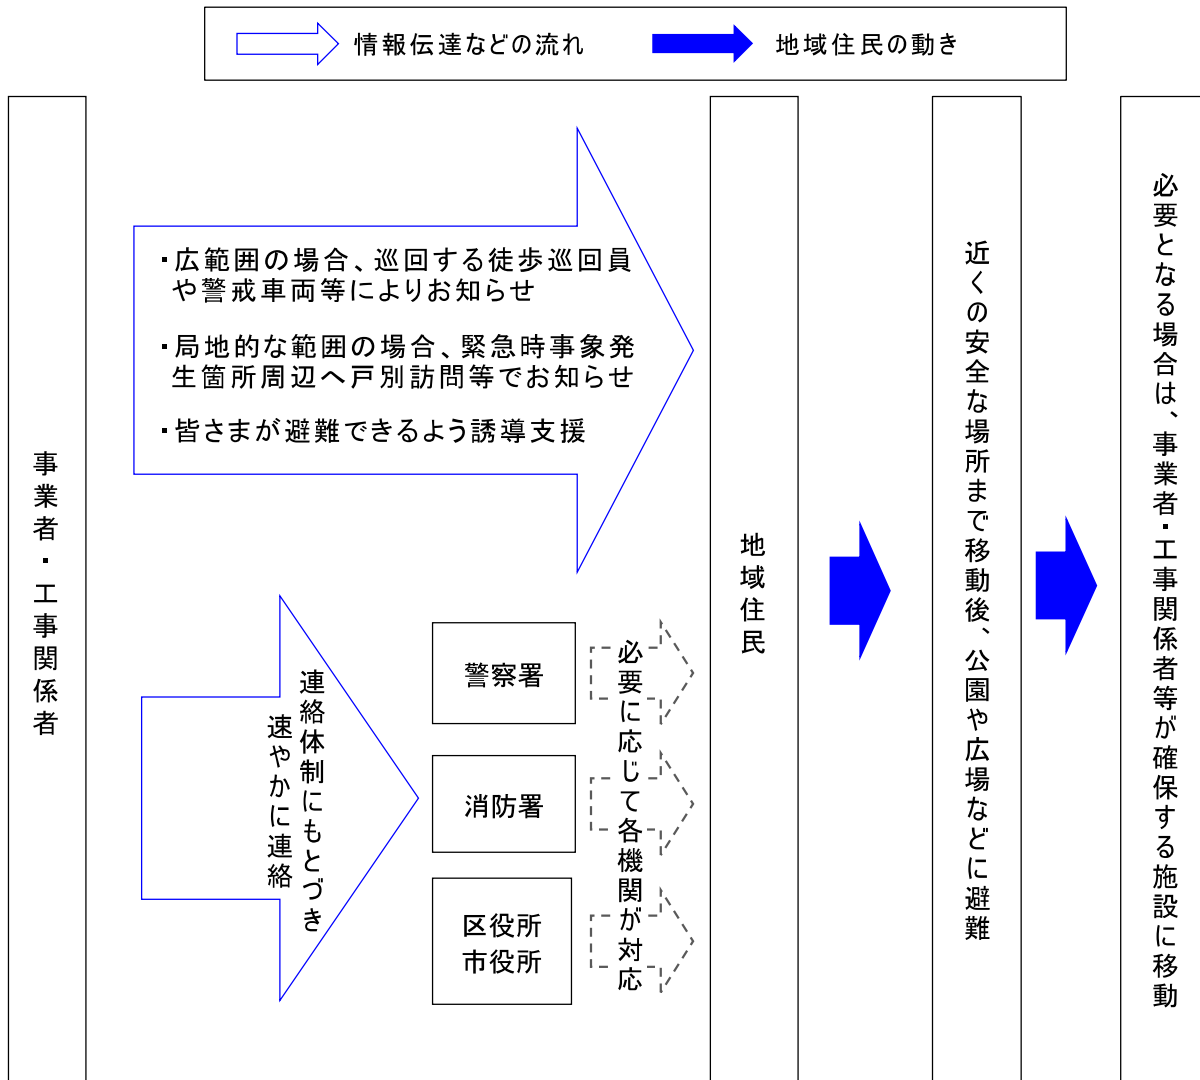 情報伝達などの流れ
地域住民の動き
事業者・工事関係者
・広範囲の場合、巡回する徒歩巡回員
や警戒車両等によりお知らせ
・局地的な範囲の場合、緊急時事象発
生箇所周辺へ戸別訪問等でお知らせ
・皆さまが避難できるよう誘導支援
連絡体制にもとづき
速やかに連絡
警察署
消防署
区役所
市役所
必要に応じて各機関が対応
地域住民
近くの安全な場所まで移動後、公園や広場などに避難
必要となる場合は、事業者・工事関係者等が確保する施設に移動